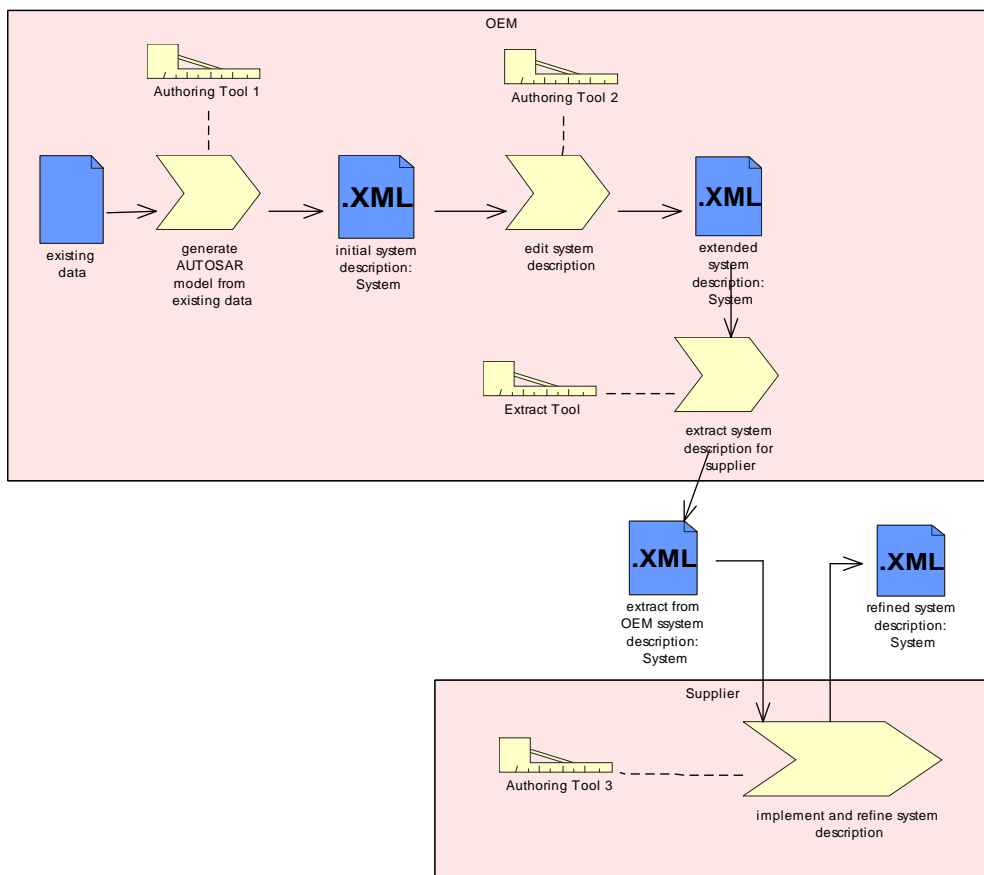 OEM
Authoring Tool 1
Authoring Tool 2
.XML
.XML
existing
data
generate
AUTOSAR
model from
existing data
initial system
description:
System
edit system
description
extended
system
description:
System
Extract Tool
extract system
description for
supplier
.XML
.XML
extract from
OEM ssystem
description:
System
refined system
description:
System
Supplier
Authoring Tool 3
implement and refine system
description